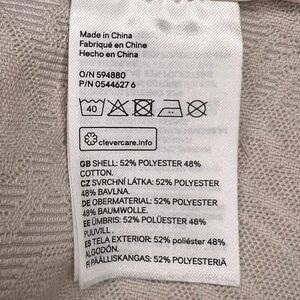 Made in China
Fabriqué en Chine
Hecho en China
O/N 594880
P/N 0544627 6
40
clevercare.info
GB SHELL: 52% POLYESTER 48%
COTTON.
CZ SVRCHNÍ LÁTKA: 52% POLYESTER
48% BAVLNA.
DE OBERMATERIAL: 52% POLYESTER
48% BAUMWOLLE.
EE ÜMBRIS: 52% POLÜESTER 48%
PUUVILL.
ES TELA EXTERIOR: 52% poliéster 48%
ALGODÓN.
FI PÄÄLLISKANGAS: 52% POLYESTERIÄ